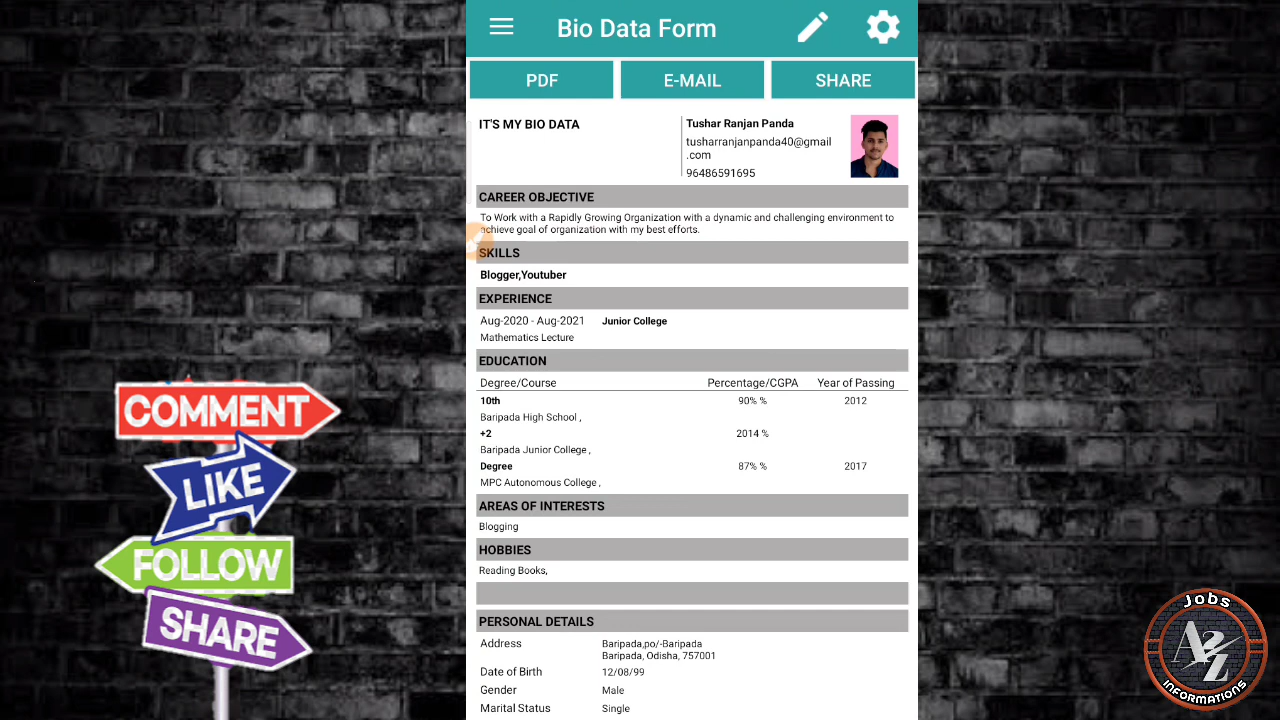 Bio Data Form
PDF
E-MAIL
SHARE
IT'S MY BIO DATA
Tushar Ranjan Panda
tusharranjanpanda40@gmail
.com
96486591695
CAREER OBJECTIVE
To Work with a Rapidly Growing Organization with a dynamic and challenging environment to
achieve goal of organization with my best efforts.
SKILLS
Blogger,Youtuber
EXPERIENCE
Aug-2020 - Aug-2021 Junior College
Mathematics Lecture
EDUCATION
Degree/Course Percentage/CGPA Year of Passing
10th 90% % 2012
Baripada High School ,
+2 2014 %
Baripada Junior College ,
Degree 87% % 2017
MPC Autonomous College ,
AREAS OF INTERESTS
Blogging
HOBBIES
Reading Books,
PERSONAL DETAILS
Address Baripada,po/-Baripada
Baripada, Odisha, 757001
Date of Birth 12/08/99
Gender Male
Marital Status Single
COMMENT
LIKE
FOLLOW
SHARE
Jobs
A2Z
INFORMATIONS